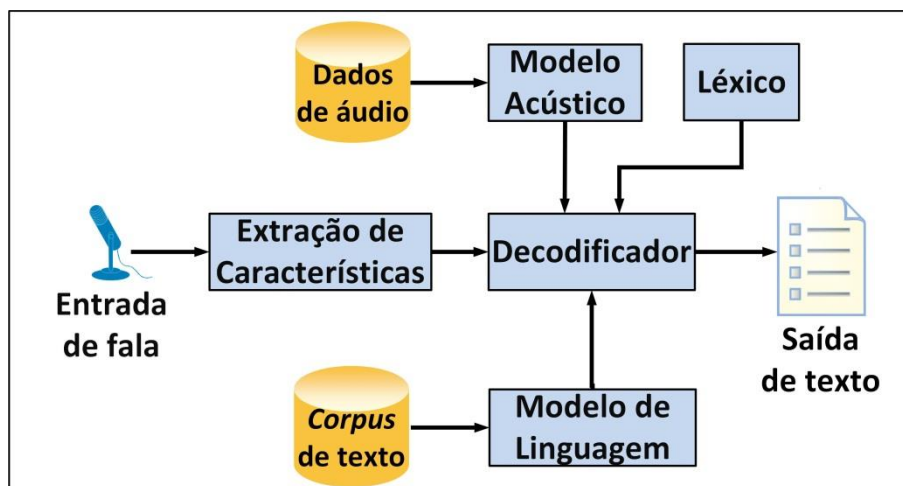 Dados
de áudio
Modelo
Acústico
Léxico
Entrada
de fala
Extração de
Características
Decodificador
Saída
de texto
Corpus
de texto
Modelo de
Linguagem